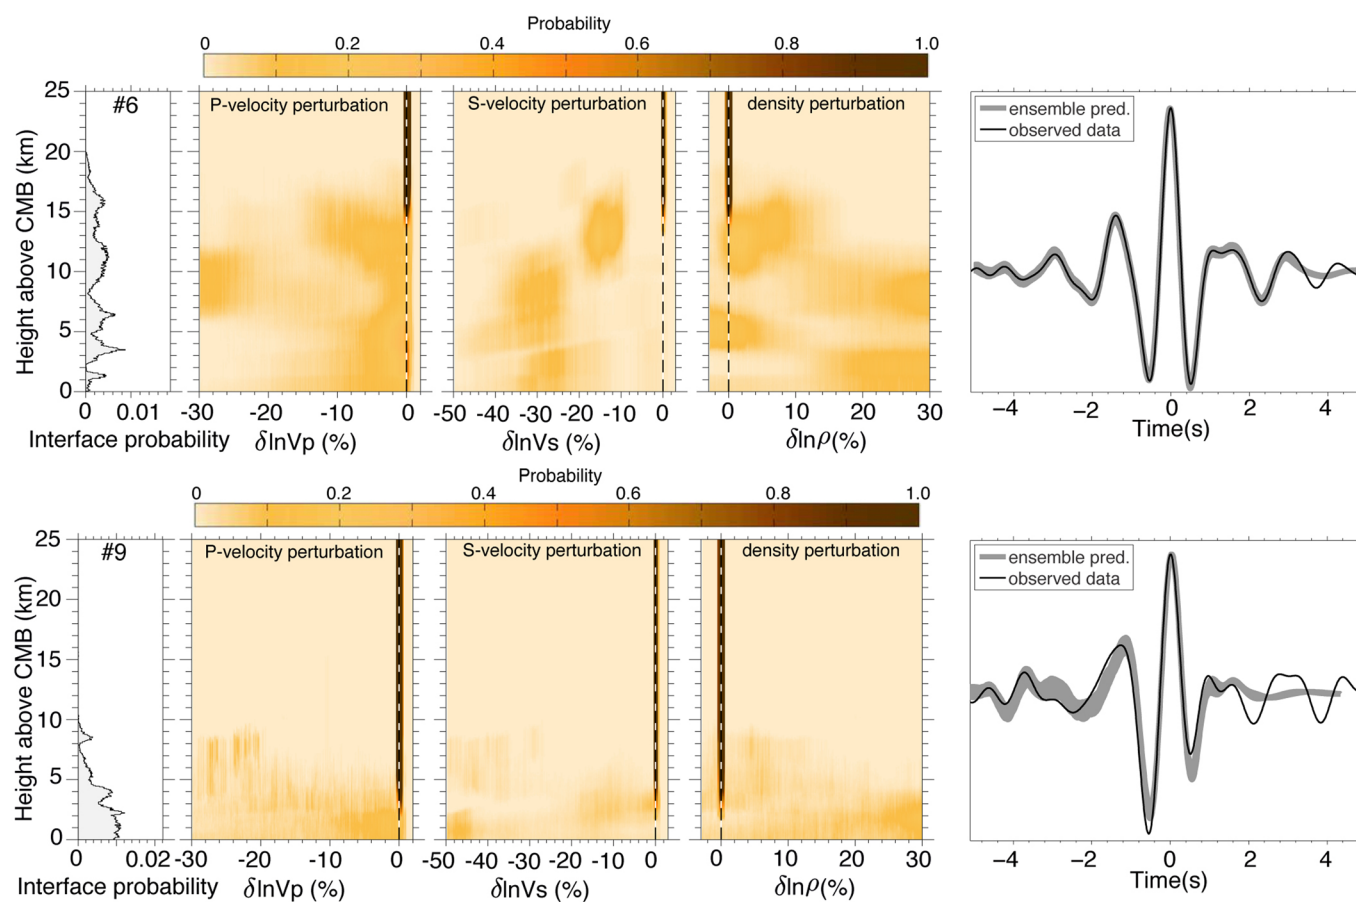 Probability
0 0.2 0.4 0.6 0.8 1.0
#6
P-velocity perturbation
S-velocity perturbation
density perturbation
ensemble pred.
observed data
Height above CMB (km)
25
20
15
10
5
0
0 0.01
-30 -20 -10 0
-50 -40 -30 -20 -10 0
0 10 20 30
−4 −2 0 2 4
Interface probability
δlnVp (%)
δlnVs (%)
δlnρ(%)
Time(s)
Probability
0 0.2 0.4 0.6 0.8 1.0
#9
P-velocity perturbation
S-velocity perturbation
density perturbation
ensemble pred.
observed data
Height above CMB (km)
25
20
15
10
5
0
0 0.02
-30 -20 -10 0
-50 -40 -30 -20 -10 0
0 10 20 30
−4 −2 0 2 4
Interface probability
δlnVp (%)
δlnVs (%)
δlnρ(%)
Time(s)